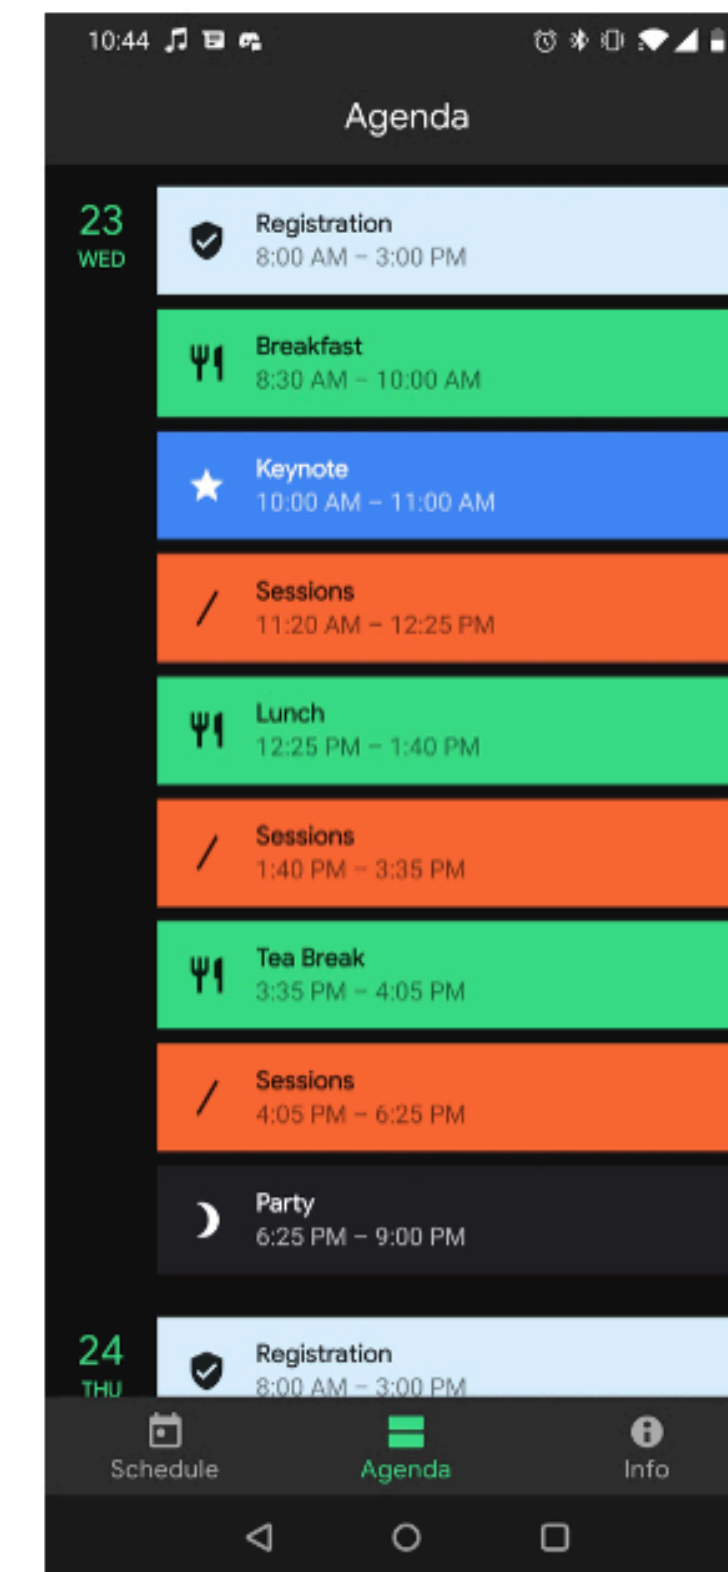 10:44
Agenda
23
WED
Registration
8:00 AM – 3:00 PM
Breakfast
8:30 AM – 10:00 AM
Keynote
10:00 AM – 11:00 AM
Sessions
11:20 AM – 12:25 PM
Lunch
12:25 PM – 1:40 PM
Sessions
1:40 PM – 3:35 PM
Tea Break
3:35 PM – 4:05 PM
Sessions
4:05 PM – 6:25 PM
Party
6:25 PM – 9:00 PM
24
THU
Registration
8:00 AM – 3:00 PM
Schedule
Agenda
Info